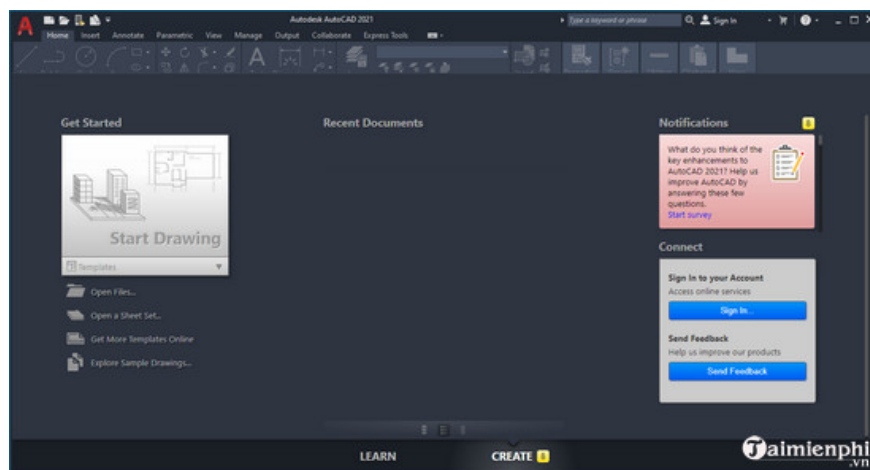 Autodesk AutoCAD 2021
Type a keyword or phrase
Sign In
Home Insert Annotate Parametric View Manage Output Collaborate Express Tools
Get Started
Start Drawing
Templates
Open Files...
Open a Sheet Set...
Get More Templates Online
Explore Sample Drawings...
Recent Documents
Notifications
What do you think of the
key enhancements to
AutoCAD 2021? Help us
improve AutoCAD by
answering these few
questions.
Start survey
Connect
Sign In to your Account
Access online services
Sign In...
Send Feedback
Help us improve our products
Send Feedback
LEARN
CREATE
Taimienphi
.vn